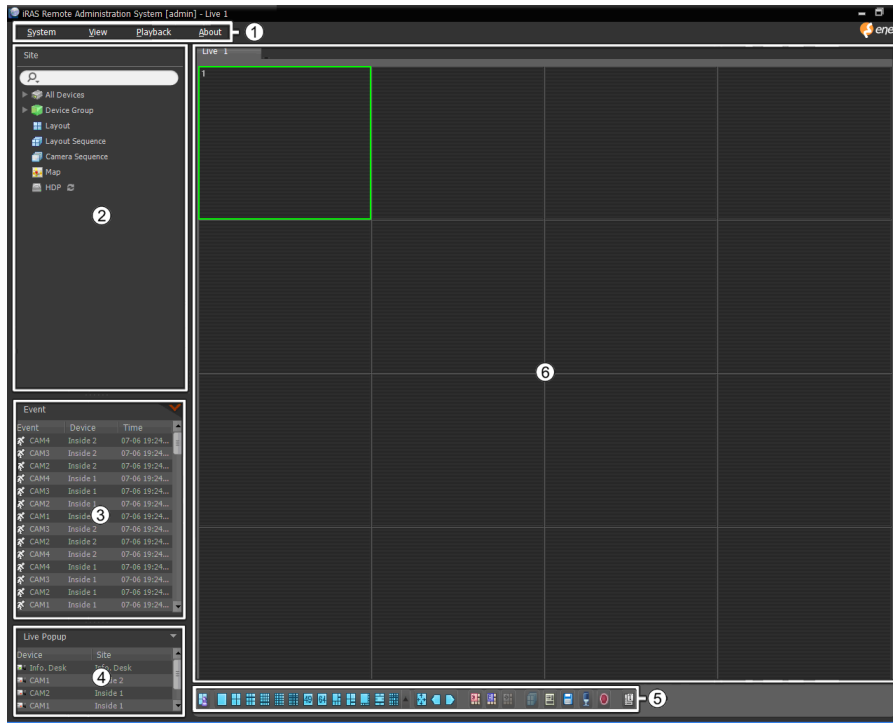 iRAS Remote Administration System [admin] - Live 1
System View Playback About 1
ene
Site
All Devices
Device Group
Layout
Layout Sequence
Camera Sequence
Map
HDP
2
Live 1
1
6
Event
Event Device Time
CAM4 Inside 2 07-06 19:24...
CAM3 Inside 2 07-06 19:24...
CAM2 Inside 2 07-06 19:24...
CAM4 Inside 1 07-06 19:24...
CAM3 Inside 1 07-06 19:24...
CAM2 Inside 1 07-06 19:24...
CAM1 Inside 07-06 19:24...
3
CAM3 Inside 2 07-06 19:24...
CAM2 Inside 2 07-06 19:24...
CAM4 Inside 2 07-06 19:24...
CAM4 Inside 1 07-06 19:24...
CAM3 Inside 1 07-06 19:24...
CAM2 Inside 1 07-06 19:24...
CAM1 Inside 1 07-06 19:24...
Live Popup
Device Site
Info. Desk Info. Desk
CAM1 e 2
4
CAM2 Inside 1
CAM1 Inside 1
5